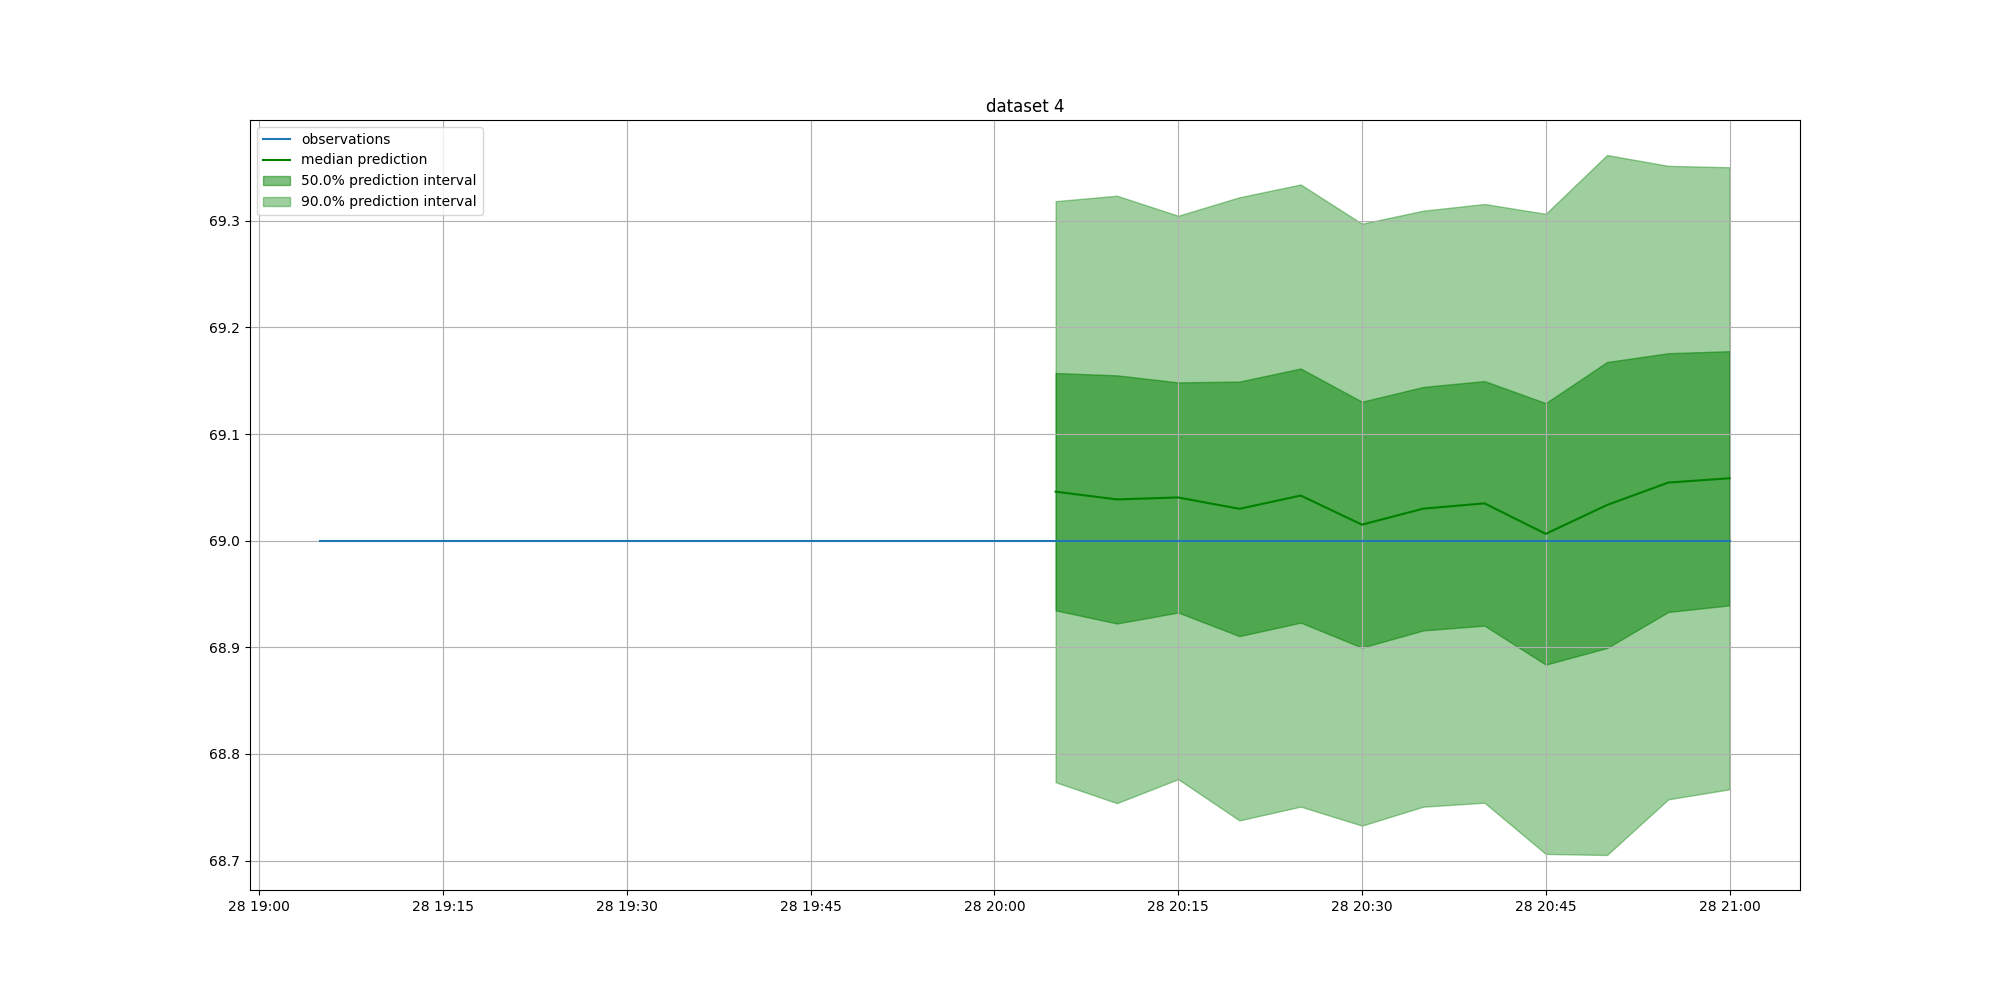 dataset 4
observations
median prediction
50.0% prediction interval
90.0% prediction interval
69.3
69.2
69.1
69.0
68.9
68.8
68.7
28 19:00 28 19:15 28 19:30 28 19:45 28 20:00 28 20:15 28 20:30 28 20:45 28 21:00